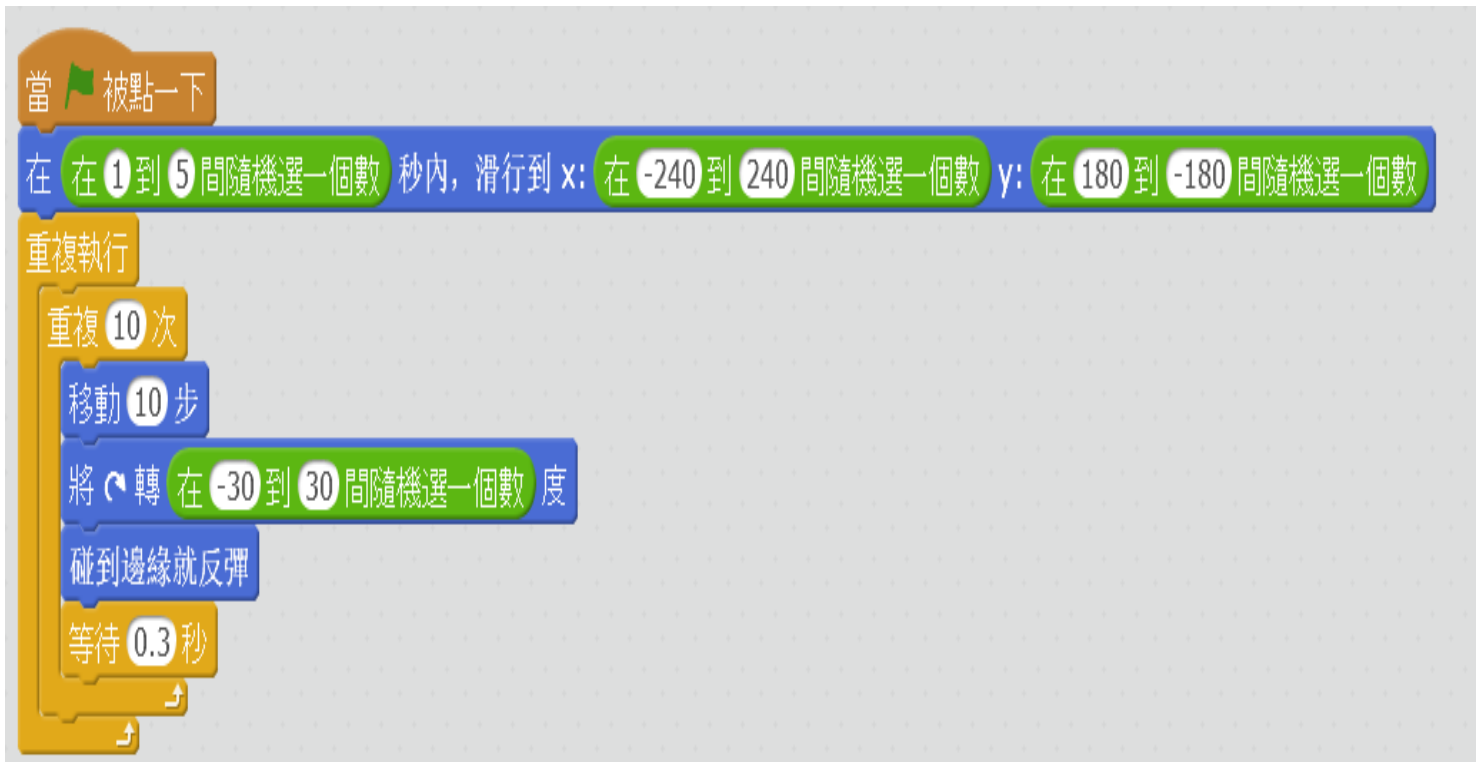 當 被點一下
在 在 1 到 5 間隨機選一個數 秒內，滑行到 x: 在 -240 到 240 間隨機選一個數 y: 在 180 到 -180 間隨機選一個數
重複執行
重複 10 次
移動 10 步
將 轉 在 -30 到 30 間隨機選一個數 度
碰到邊緣就反彈
等待 0.3 秒